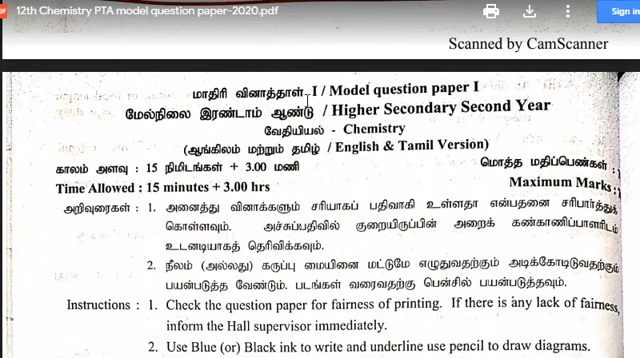 12th Chemistry PTA model question paper-2020.pdf
Sign in
Scanned by CamScanner
மாதிரி வினாத்தாள் - I / Model question paper I
மேல்நிலை இரண்டாம் ஆண்டு / Higher Secondary Second Year
வேதியியல் - Chemistry
(ஆங்கிலம் மற்றும் தமிழ் / English & Tamil Version)
காலம் அளவு : 15 நிமிடங்கள் + 3.00 மணி மொத்த மதிப்பெண்கள் :
Time Allowed : 15 minutes + 3.00 hrs Maximum Marks :
அறிவுரைகள் : 1. அனைத்து வினாக்களும் சரியாகப் பதிவாகி உள்ளதா என்பதனை சரிபார்த்துக்
கொள்ளவும். அச்சுப்பதிவில் குறையிருப்பின் அறைக் கண்காணிப்பாளரிடம்
உடனடியாகத் தெரிவிக்கவும்.
2. நீலம் (அல்லது) கருப்பு மையினை மட்டுமே எழுதுவதற்கும் அடிக்கோடிடுவதற்கும்
பயன்படுத்த வேண்டும். படங்கள் வரைவதற்கு பென்சில் பயன்படுத்தவும்.
Instructions : 1. Check the question paper for fairness of printing. If there is any lack of fairness,
inform the Hall supervisor immediately.
2. Use Blue (or) Black ink to write and underline use pencil to draw diagrams.